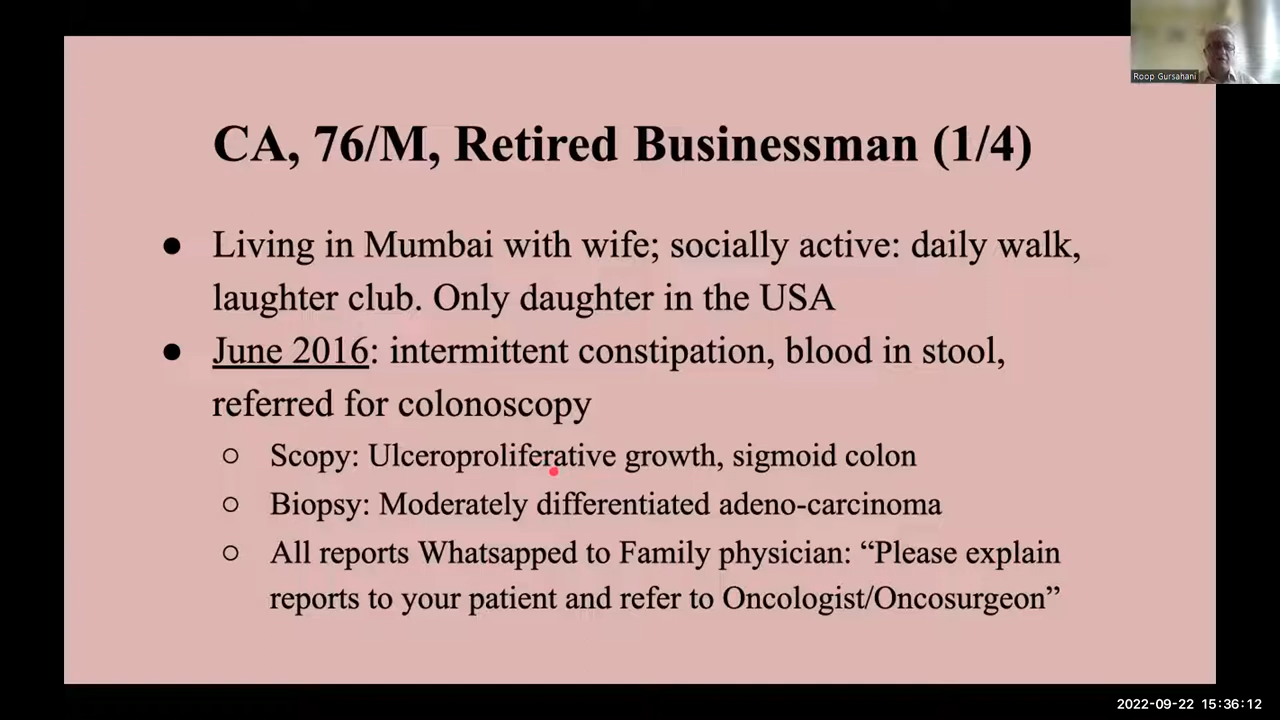 Roop Gursahani
CA, 76/M, Retired Businessman (1/4)
● Living in Mumbai with wife; socially active: daily walk,
laughter club. Only daughter in the USA
● June 2016: intermittent constipation, blood in stool,
referred for colonoscopy
○ Scopy: Ulceroproliferative growth, sigmoid colon
○ Biopsy: Moderately differentiated adeno-carcinoma
○ All reports Whatsapped to Family physician: “Please explain
reports to your patient and refer to Oncologist/Oncosurgeon”
2022-09-22 15:36:12